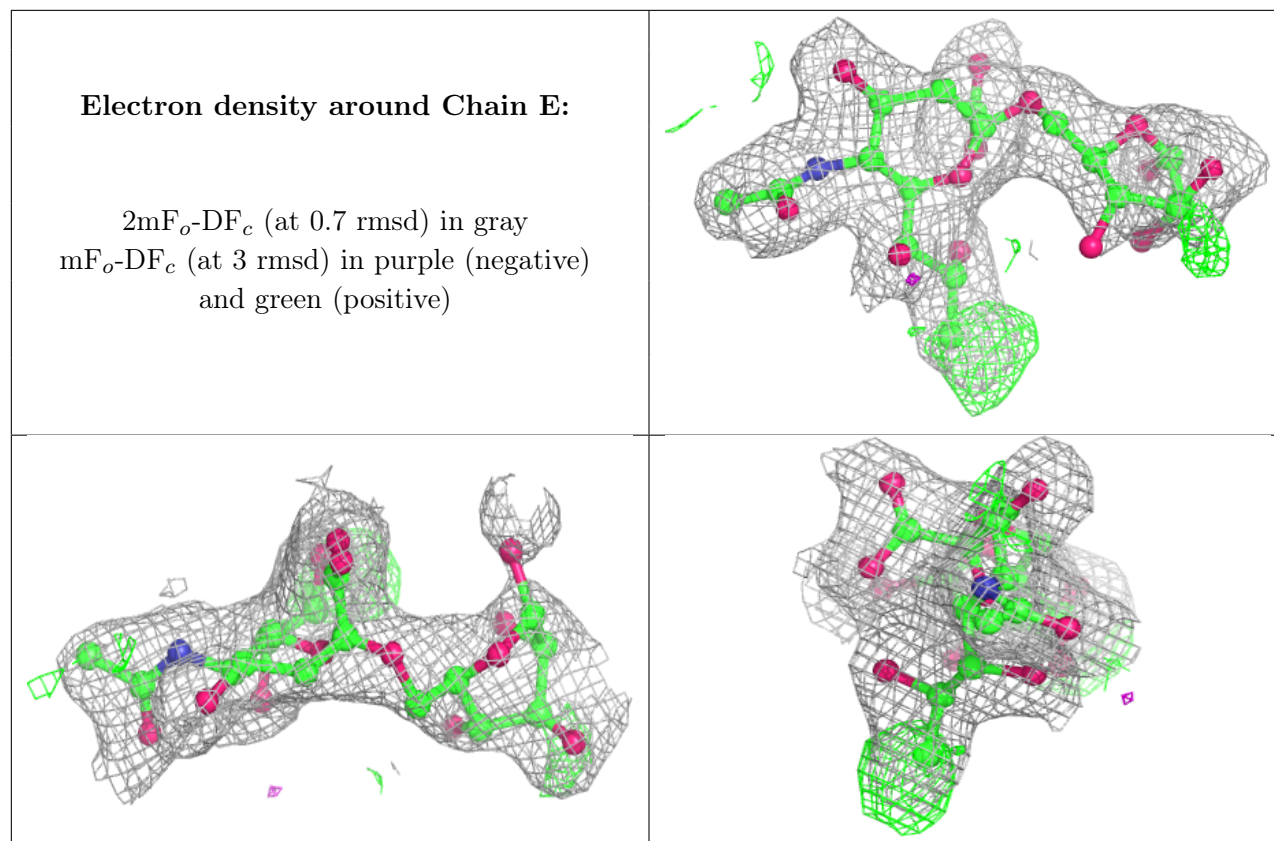 Electron density around Chain E:
2mFo-DFc (at 0.7 rmsd) in gray
mFo-DFc (at 3 rmsd) in purple (negative)
and green (positive)